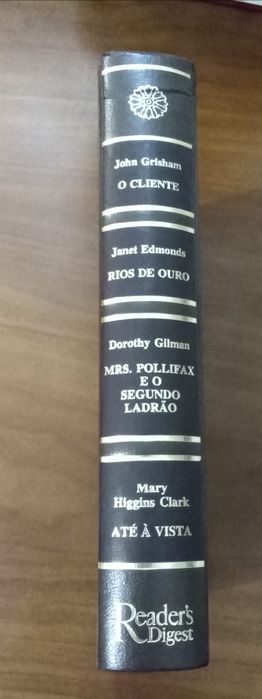 John Grisham
O CLIENTE
Janet Edmonds
RIOS DE OURO
Dorothy Gilman
MRS. POLLIFAX
E O
SEGUNDO
LADRÃO
Mary
Higgins Clark
ATÉ À VISTA
Reader's
Digest